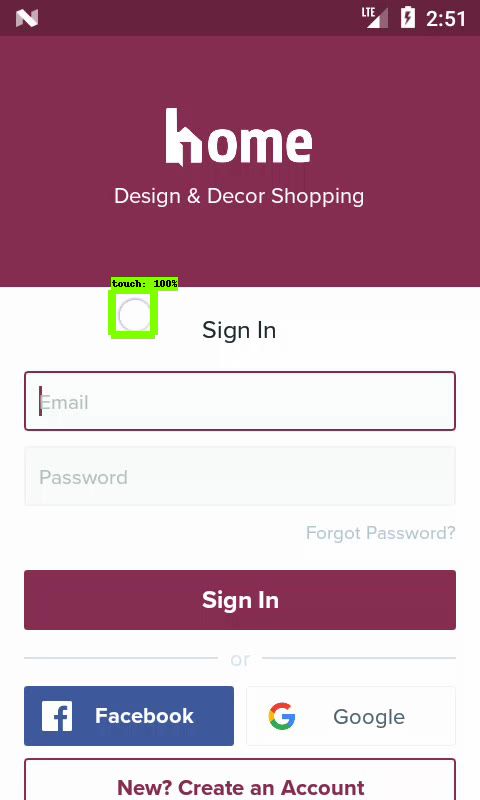 LTE 2:51
home
Design & Decor Shopping
touch: 100%
Sign In
Email
Password
Forgot Password?
Sign In
or
Facebook
Google
New? Create an Account